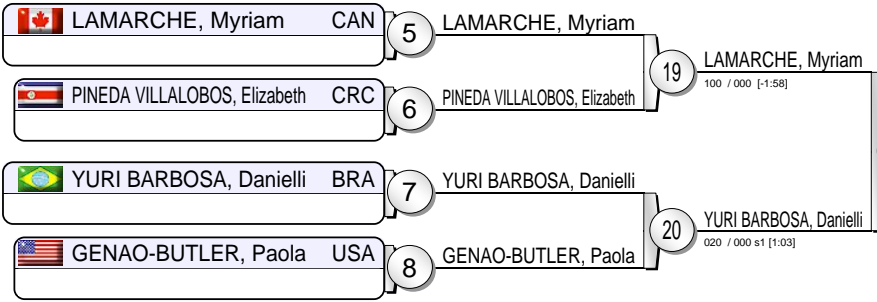 LAMARCHE, Myriam CAN
5
LAMARCHE, Myriam
PINEDA VILLALOBOS, Elizabeth CRC
6
PINEDA VILLALOBOS, Elizabeth
19
LAMARCHE, Myriam
100 / 000 [-1:58]
YURI BARBOSA, Danielli BRA
7
YURI BARBOSA, Danielli
GENAO-BUTLER, Paola USA
8
GENAO-BUTLER, Paola
20
YURI BARBOSA, Danielli
020 / 000 s1 [1:03]